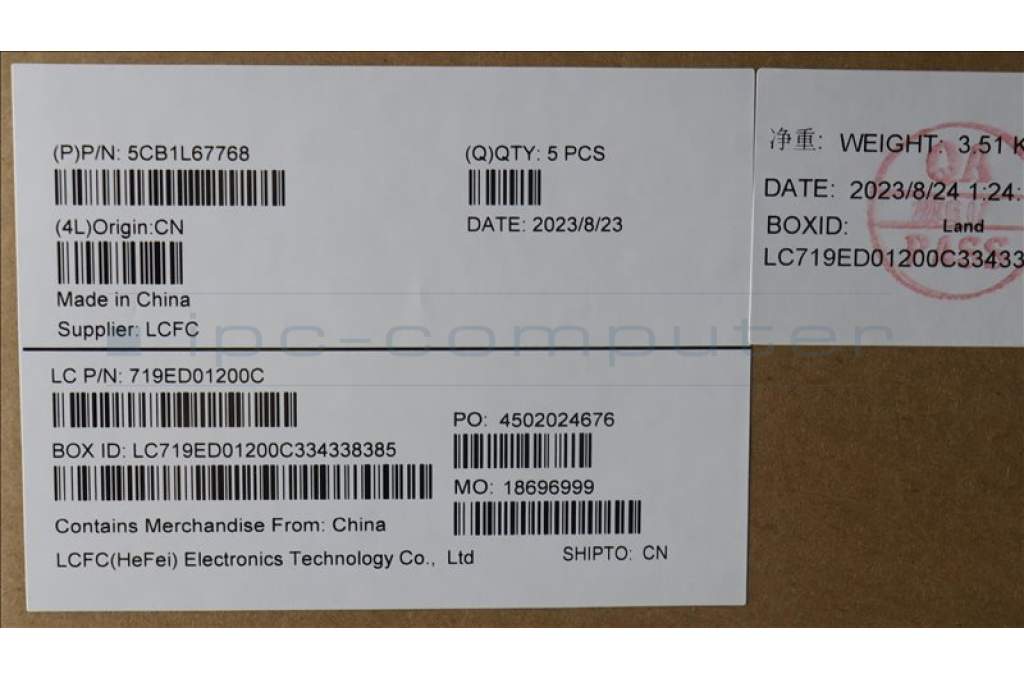 (P)P/N: 5CB1L67768
(Q)QTY: 5 PCS
(4L)Origin:CN
DATE: 2023/8/23
Made in China
Supplier: LCFC
净重: WEIGHT: 3.51 K
DATE: 2023/8/24 1:24:
BOXID: Land
LC719ED01200C33433
QA
PASS
ipc-computer
LC P/N: 719ED01200C
PO: 4502024676
BOX ID: LC719ED01200C334338385
MO: 18696999
Contains Merchandise From: China
LCFC(HeFei) Electronics Technology Co., Ltd
SHIPTO: CN